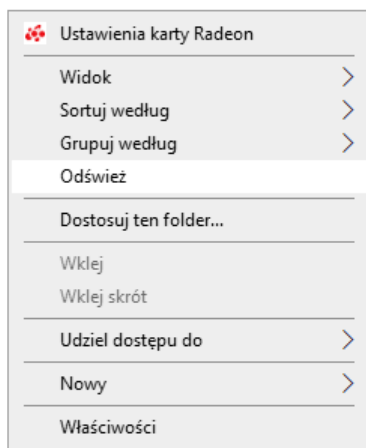 Ustawienia karty Radeon
Widok
Sortuj według
Grupuj według
Odśwież
Dostosuj ten folder...
Wklej
Wklej skrót
Udziel dostępu do
Nowy
Właściwości